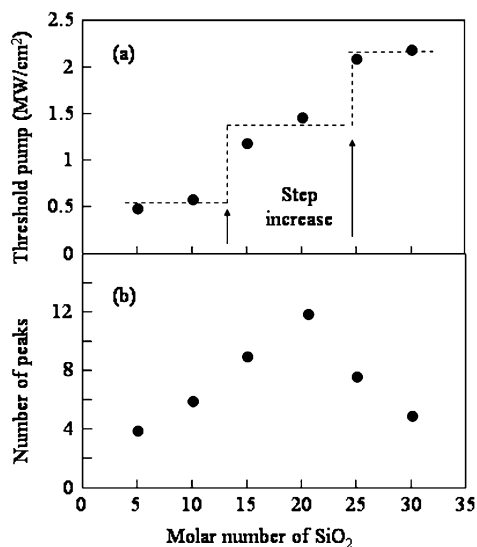 2.5
(a)
2
1.5
1
Step
increase
0.5
0
Threshold pump (MW/cm²)
(b)
12
8
4
0
Number of peaks
0 5 10 15 20 25 30 35
Molar number of SiO₂